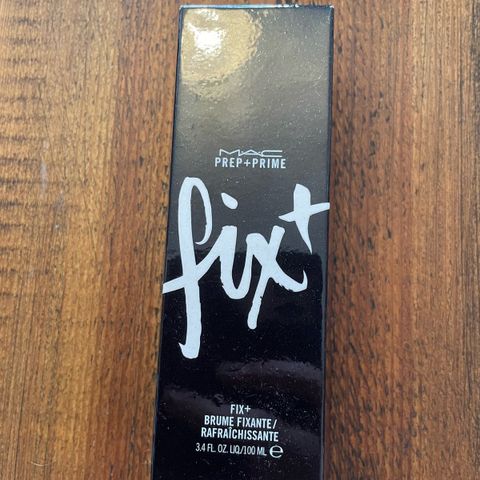 MAC
PREP+PRIME
fix+
FIX+
BRUME FIXANTE/
RAFRAÎCHISSANTE
3.4 FL. OZ. LIQ/100 ML ℮